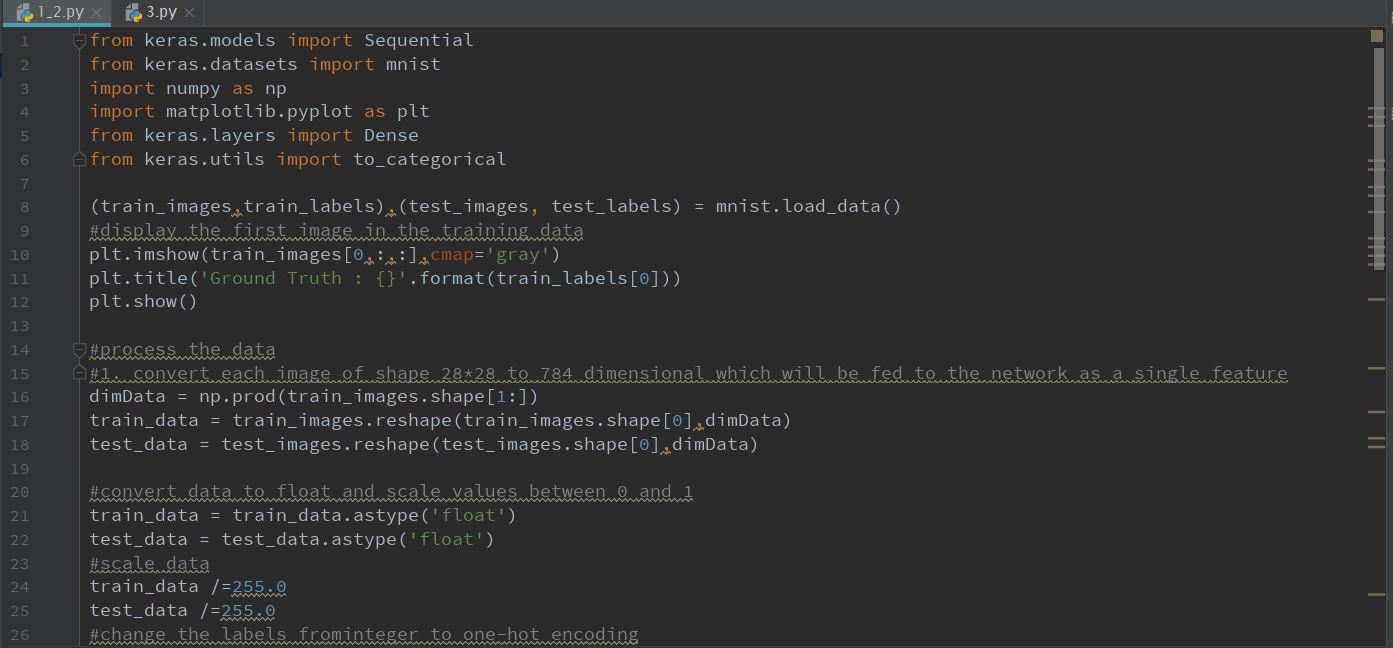 1_2.py 3.py
1 from keras.models import Sequential
2 from keras.datasets import mnist
3 import numpy as np
4 import matplotlib.pyplot as plt
5 from keras.layers import Dense
6 from keras.utils import to_categorical
7
8 (train_images,train_labels),(test_images, test_labels) = mnist.load_data()
9 #display the first image in the training data
10 plt.imshow(train_images[0,:,:],cmap='gray')
11 plt.title('Ground Truth : {}'.format(train_labels[0]))
12 plt.show()
13
14 #process the data
15 #1. convert each image of shape 28*28 to 784 dimensional which will be fed to the network as a single feature
16 dimData = np.prod(train_images.shape[1:])
17 train_data = train_images.reshape(train_images.shape[0],dimData)
18 test_data = test_images.reshape(test_images.shape[0],dimData)
19
20 #convert data to float and scale values between 0 and 1
21 train_data = train_data.astype('float')
22 test_data = test_data.astype('float')
23 #scale data
24 train_data /=255.0
25 test_data /=255.0
26 #change the labels frominteger to one-hot encoding